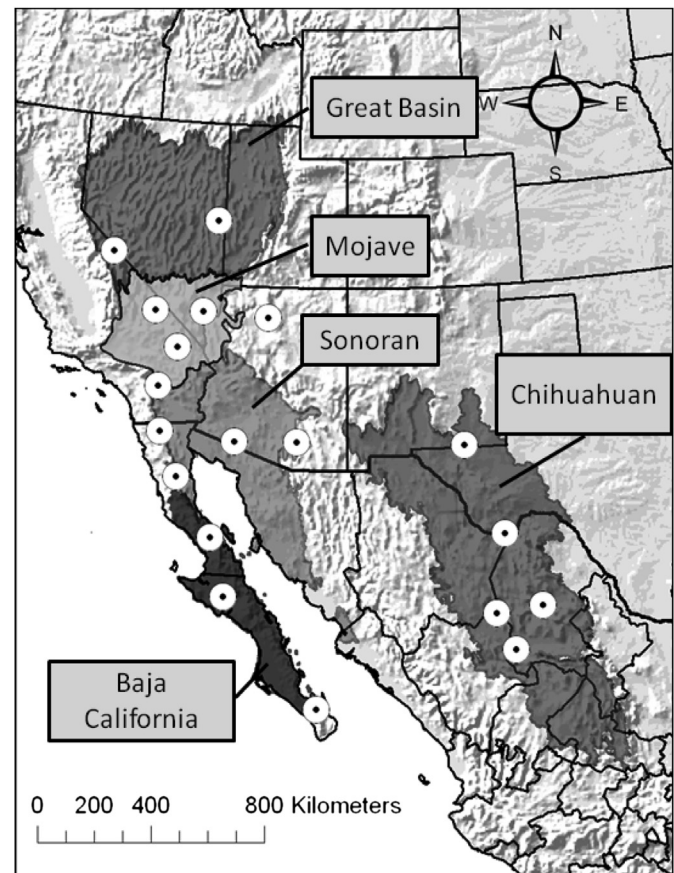 N
W
E
S
Great Basin
Mojave
Sonoran
Chihuahuan
Baja
California
0 200 400 800 Kilometers